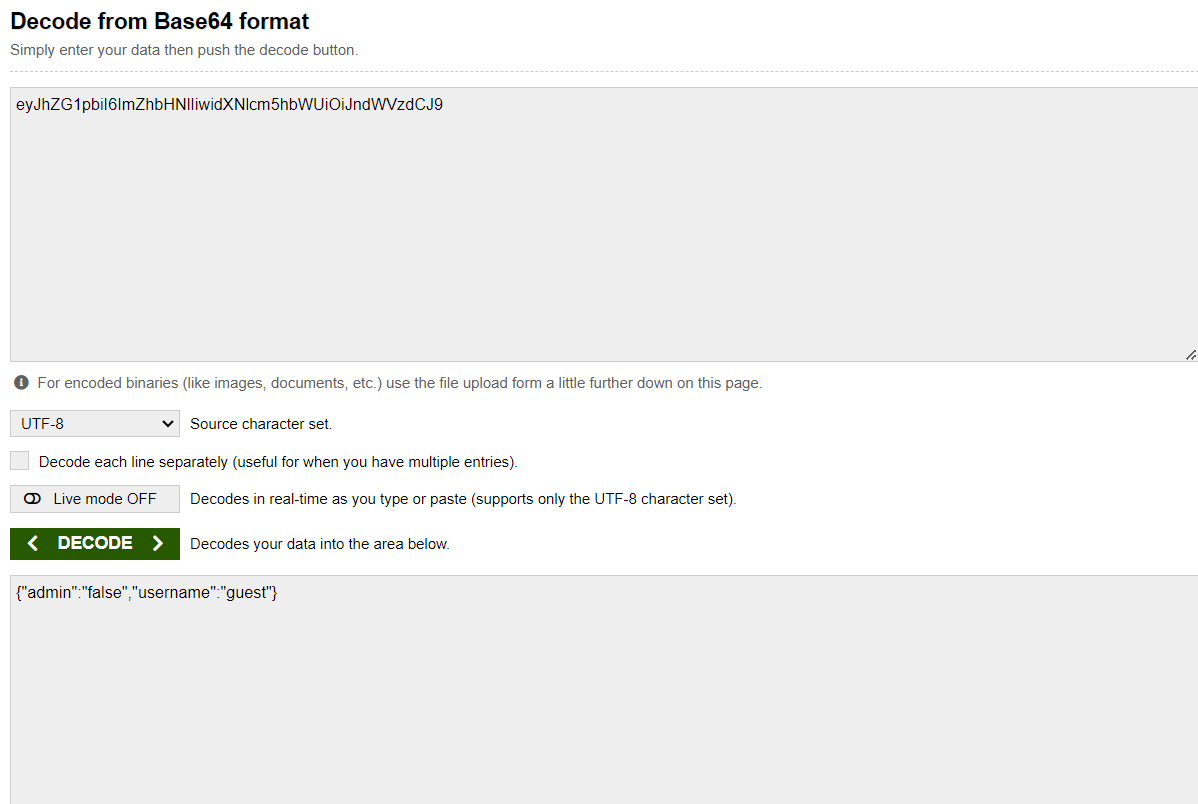 Decode from Base64 format
Simply enter your data then push the decode button.
eyJhZG1pbiI6ImZhbHNlIiwidXNlcm5hbWUiOiJndWVzdCJ9
For encoded binaries (like images, documents, etc.) use the file upload form a little further down on this page.
UTF-8 Source character set.
Decode each line separately (useful for when you have multiple entries).
Live mode OFF Decodes in real-time as you type or paste (supports only the UTF-8 character set).
DECODE Decodes your data into the area below.
{"admin":"false","username":"guest"}